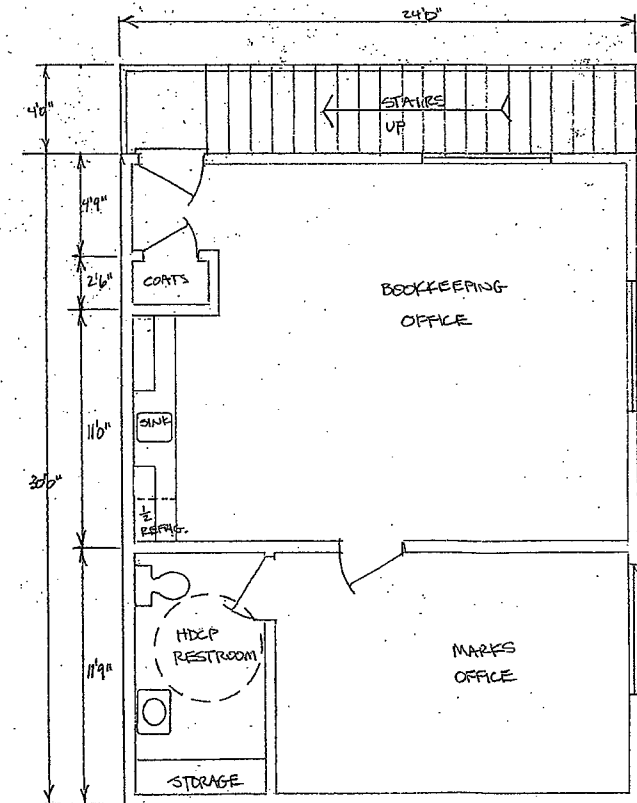 24'0"
4'0"
STAIRS
UP
4'9"
2'6"
COATS
BOOKKEEPING
OFFICE
11'0"
SINK
30'0"
1/2
REFRIG.
HDCP
RESTROOM
MARKS
OFFICE
11'9"
STORAGE